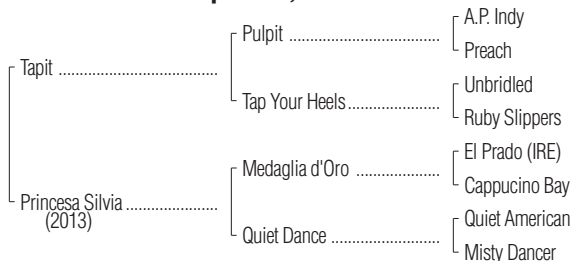 Pulpit
A.P. Indy
Preach
Tapit
Tap Your Heels
Unbridled
Ruby Slippers
Medaglia d'Oro
El Prado (IRE)
Cappucino Bay
Princesa Silvia
(2013)
Quiet Dance
Quiet American
Misty Dancer